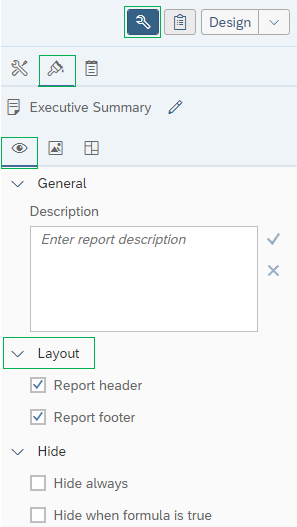 Design
Executive Summary
General
Description
Enter report description
Layout
Report header
Report footer
Hide
Hide always
Hide when formula is true